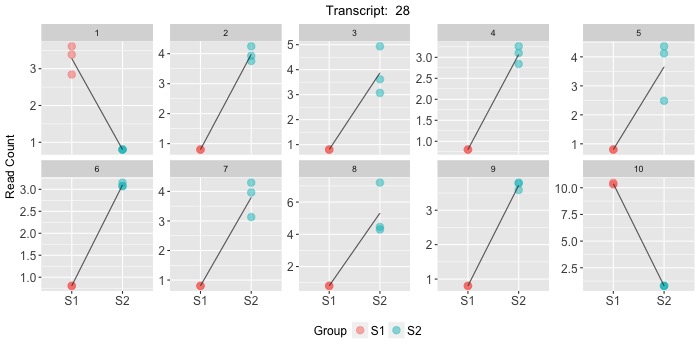 Transcript: 28
1 2 3 4 5
3 2 1
4 3 2 1
5 4 3 2 1
3.0 2.5 2.0 1.5 1.0
4 3 2 1
Read Count
6 7 8 9 10
3.0 2.5 2.0 1.5 1.0
4 3 2 1
6 4 2
3 2 1
10.0 7.5 5.0 2.5
S1 S2 S1 S2 S1 S2 S1 S2 S1 S2
Group S1 S2